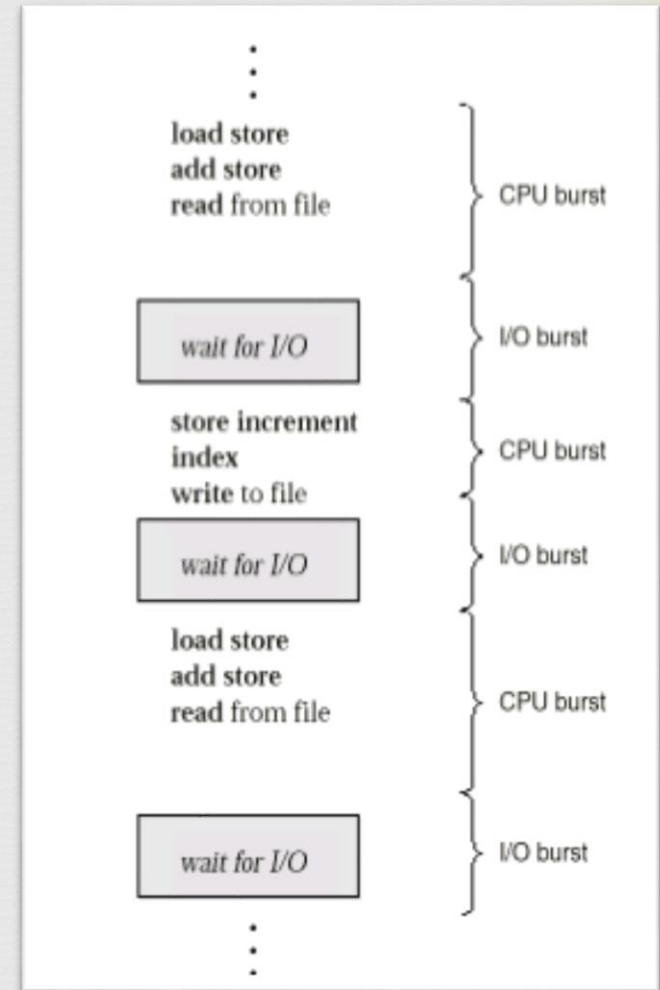 load store
add store
read from file
CPU burst
wait for I/O
I/O burst
store increment
index
write to file
CPU burst
wait for I/O
I/O burst
load store
add store
read from file
CPU burst
wait for I/O
I/O burst